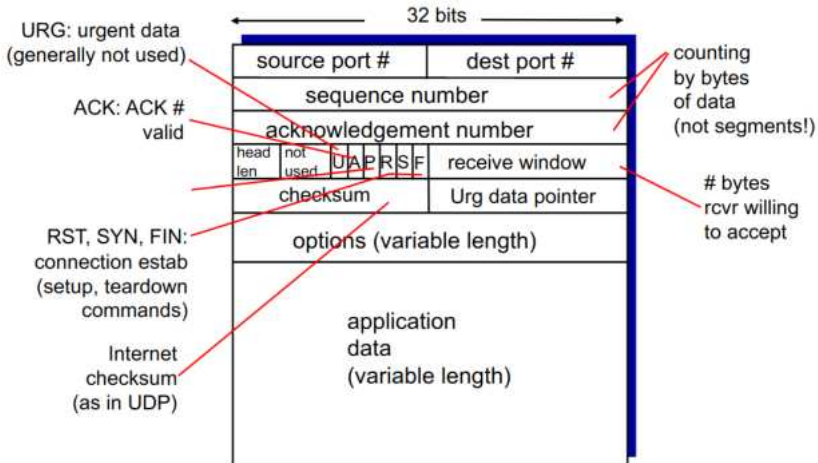 32 bits
URG: urgent data
(generally not used)
ACK: ACK #
valid
RST, SYN, FIN:
connection estab
(setup, teardown
commands)
Internet
checksum
(as in UDP)
source port #
dest port #
sequence number
acknowledgement number
head
len
not
used
U A P R S F
receive window
checksum
Urg data pointer
options (variable length)
application
data
(variable length)
counting
by bytes
of data
(not segments!)
# bytes
rcvr willing
to accept